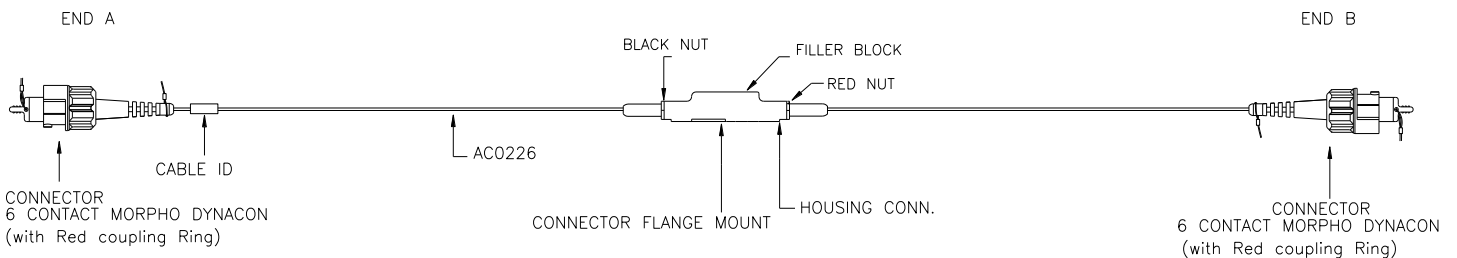 END A
END B
BLACK NUT
FILLER BLOCK
RED NUT
AC0226
CABLE ID
CONNECTOR
6 CONTACT MORPHO DYNACON
(with Red coupling Ring)
CONNECTOR FLANGE MOUNT
HOUSING CONN.
CONNECTOR
6 CONTACT MORPHO DYNACON
(with Red coupling Ring)